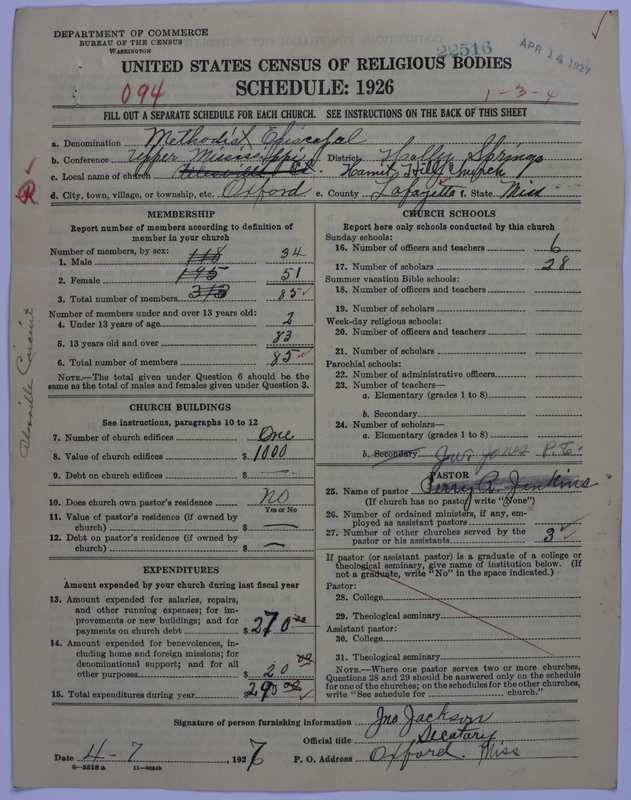 DEPARTMENT OF COMMERCE
BUREAU OF THE CENSUS
WASHINGTON
22516
APR 14 1927
UNITED STATES CENSUS OF RELIGIOUS BODIES
SCHEDULE: 1926
094
1-3-4
FILL OUT A SEPARATE SCHEDULE FOR EACH CHURCH. SEE INSTRUCTIONS ON THE BACK OF THIS SHEET
a. Denomination Methodist Episcopal
b. Conference Upper Mississippi District Holly Springs
c. Local name of church Hill Church
d. City, town, village, or township, etc. Oxford e. County Lafayette f. State Miss
MEMBERSHIP
Report number of members according to definition of
member in your church
Number of members, by sex:
1. Male 118 34
2. Female 195 51
3. Total number of members 313 85
Number of members under and over 13 years old:
4. Under 13 years of age 2
5. 13 years old and over 83
6. Total number of members 85
NOTE.—The total given under Question 6 should be the
same as the total of males and females given under Question 3.
CHURCH BUILDINGS
See instructions, paragraphs 10 to 12
7. Number of church edifices One
8. Value of church edifices $ 1000
9. Debt on church edifices $ —
10. Does church own pastor's residence No
Yes or No
11. Value of pastor's residence (if owned by
church) $ —
12. Debt on pastor's residence (if owned by
church) $ —
EXPENDITURES
Amount expended by your church during last fiscal year
13. Amount expended for salaries, repairs,
and other running expenses; for im-
provements or new buildings; and for
payments on church debt $ 270 00
14. Amount expended for benevolences, in-
cluding home and foreign missions; for
denominational support; and for all
other purposes $ 20 00
15. Total expenditures during year $ 290 00
CHURCH SCHOOLS
Report here only schools conducted by this church
Sunday schools:
16. Number of officers and teachers 6
17. Number of scholars 28
Summer vacation Bible schools:
18. Number of officers and teachers
19. Number of scholars
Week-day religious schools:
20. Number of officers and teachers
21. Number of scholars
Parochial schools:
22. Number of administrative officers
23. Number of teachers—
a. Elementary (grades 1 to 8)
b. Secondary
24. Number of scholars—
a. Elementary (grades 1 to 8)
b. Secondary Jno Jones P.C.
PASTOR
25. Name of pastor Perry R. Jenkins
(If church has no pastor, write "None")
26. Number of ordained ministers, if any, em-
ployed as assistant pastors
27. Number of other churches served by the
pastor or his assistants 3
If pastor (or assistant pastor) is a graduate of a college or
theological seminary, give name of institution below. (If
not a graduate, write "No" in the space indicated.)
Pastor:
28. College
29. Theological seminary
Assistant pastor:
30. College
31. Theological seminary
NOTE.—Where one pastor serves two or more churches,
Questions 28 and 29 should be answered only on the schedule
for one of the churches; on the schedules for the other churches,
write "See schedule for church."
Signature of person furnishing information Jno Jackson
Official title Secatary
Date 4-7, 1927 P. O. Address Oxford Miss
8-5518 a 11-9054b